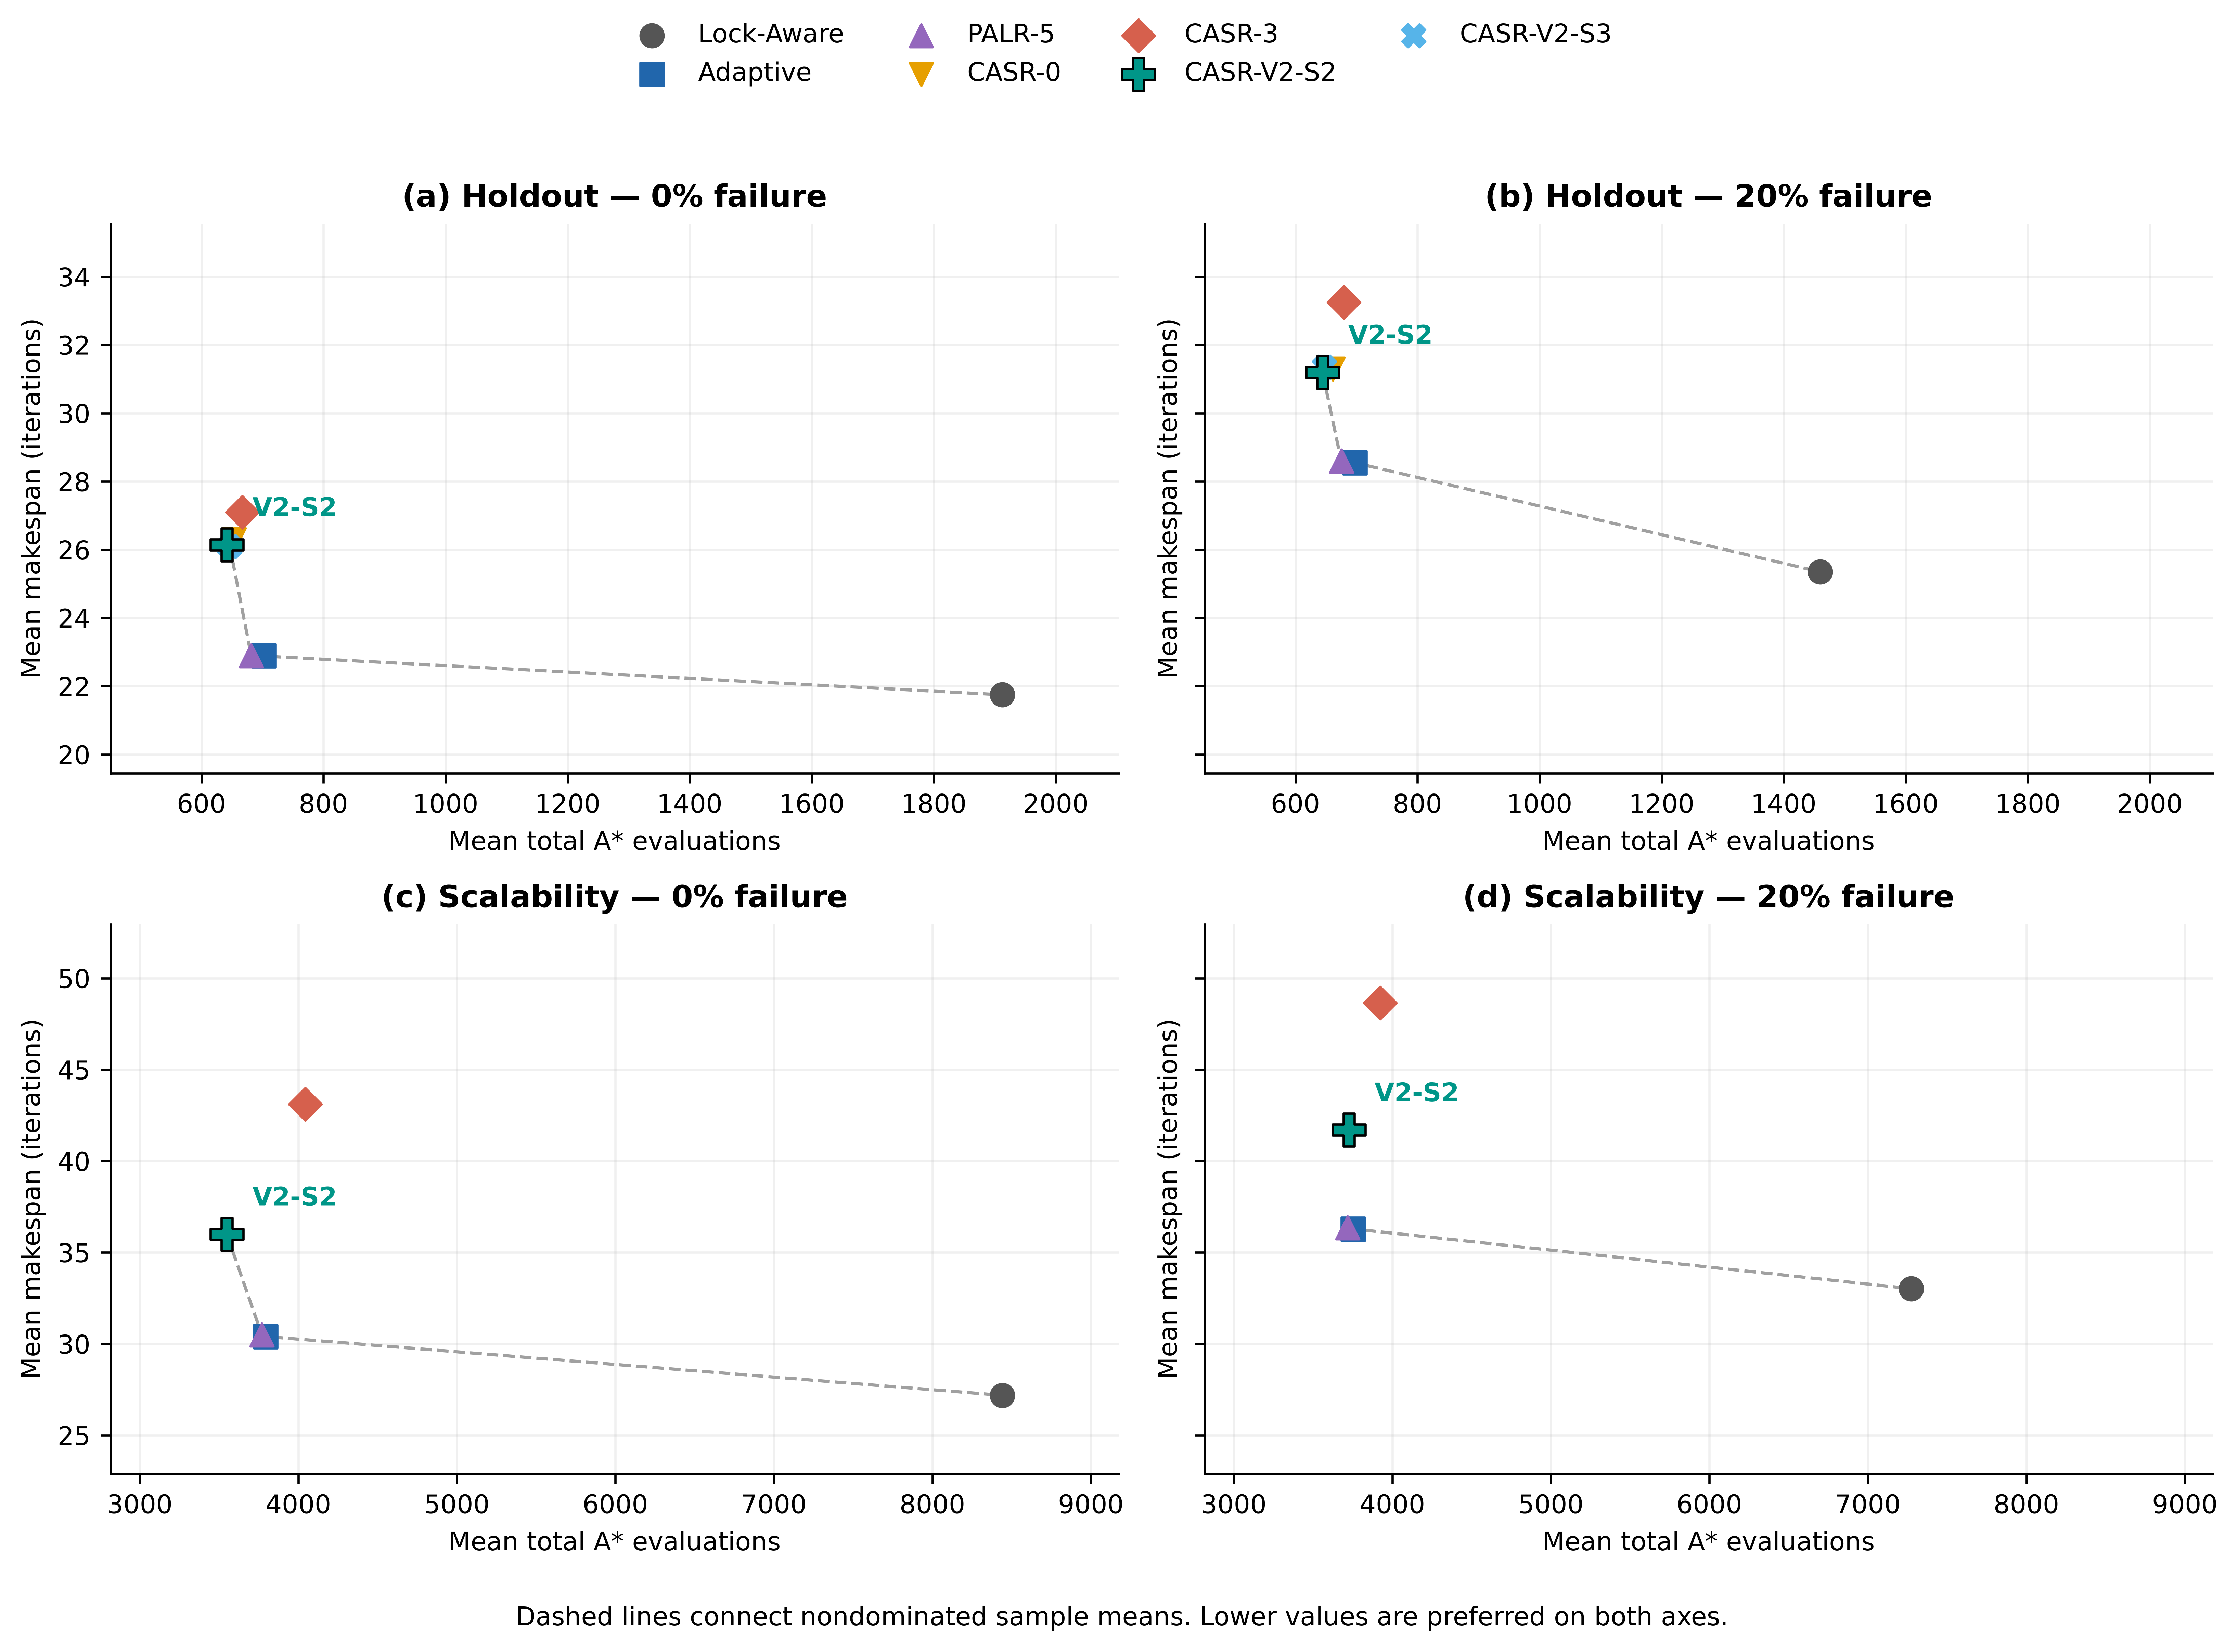 Lock-Aware PALR-5 CASR-3 CASR-V2-S3
Adaptive CASR-0 CASR-V2-S2
(a) Holdout — 0% failure
Mean makespan (iterations)
34
32
30
28
26
24
22
20
V2-S2
600 800 1000 1200 1400 1600 1800 2000
Mean total A* evaluations
(b) Holdout — 20% failure
Mean makespan (iterations)
V2-S2
600 800 1000 1200 1400 1600 1800 2000
Mean total A* evaluations
(c) Scalability — 0% failure
Mean makespan (iterations)
50
45
40
35
30
25
V2-S2
3000 4000 5000 6000 7000 8000 9000
Mean total A* evaluations
(d) Scalability — 20% failure
Mean makespan (iterations)
V2-S2
3000 4000 5000 6000 7000 8000 9000
Mean total A* evaluations
Dashed lines connect nondominated sample means. Lower values are preferred on both axes.